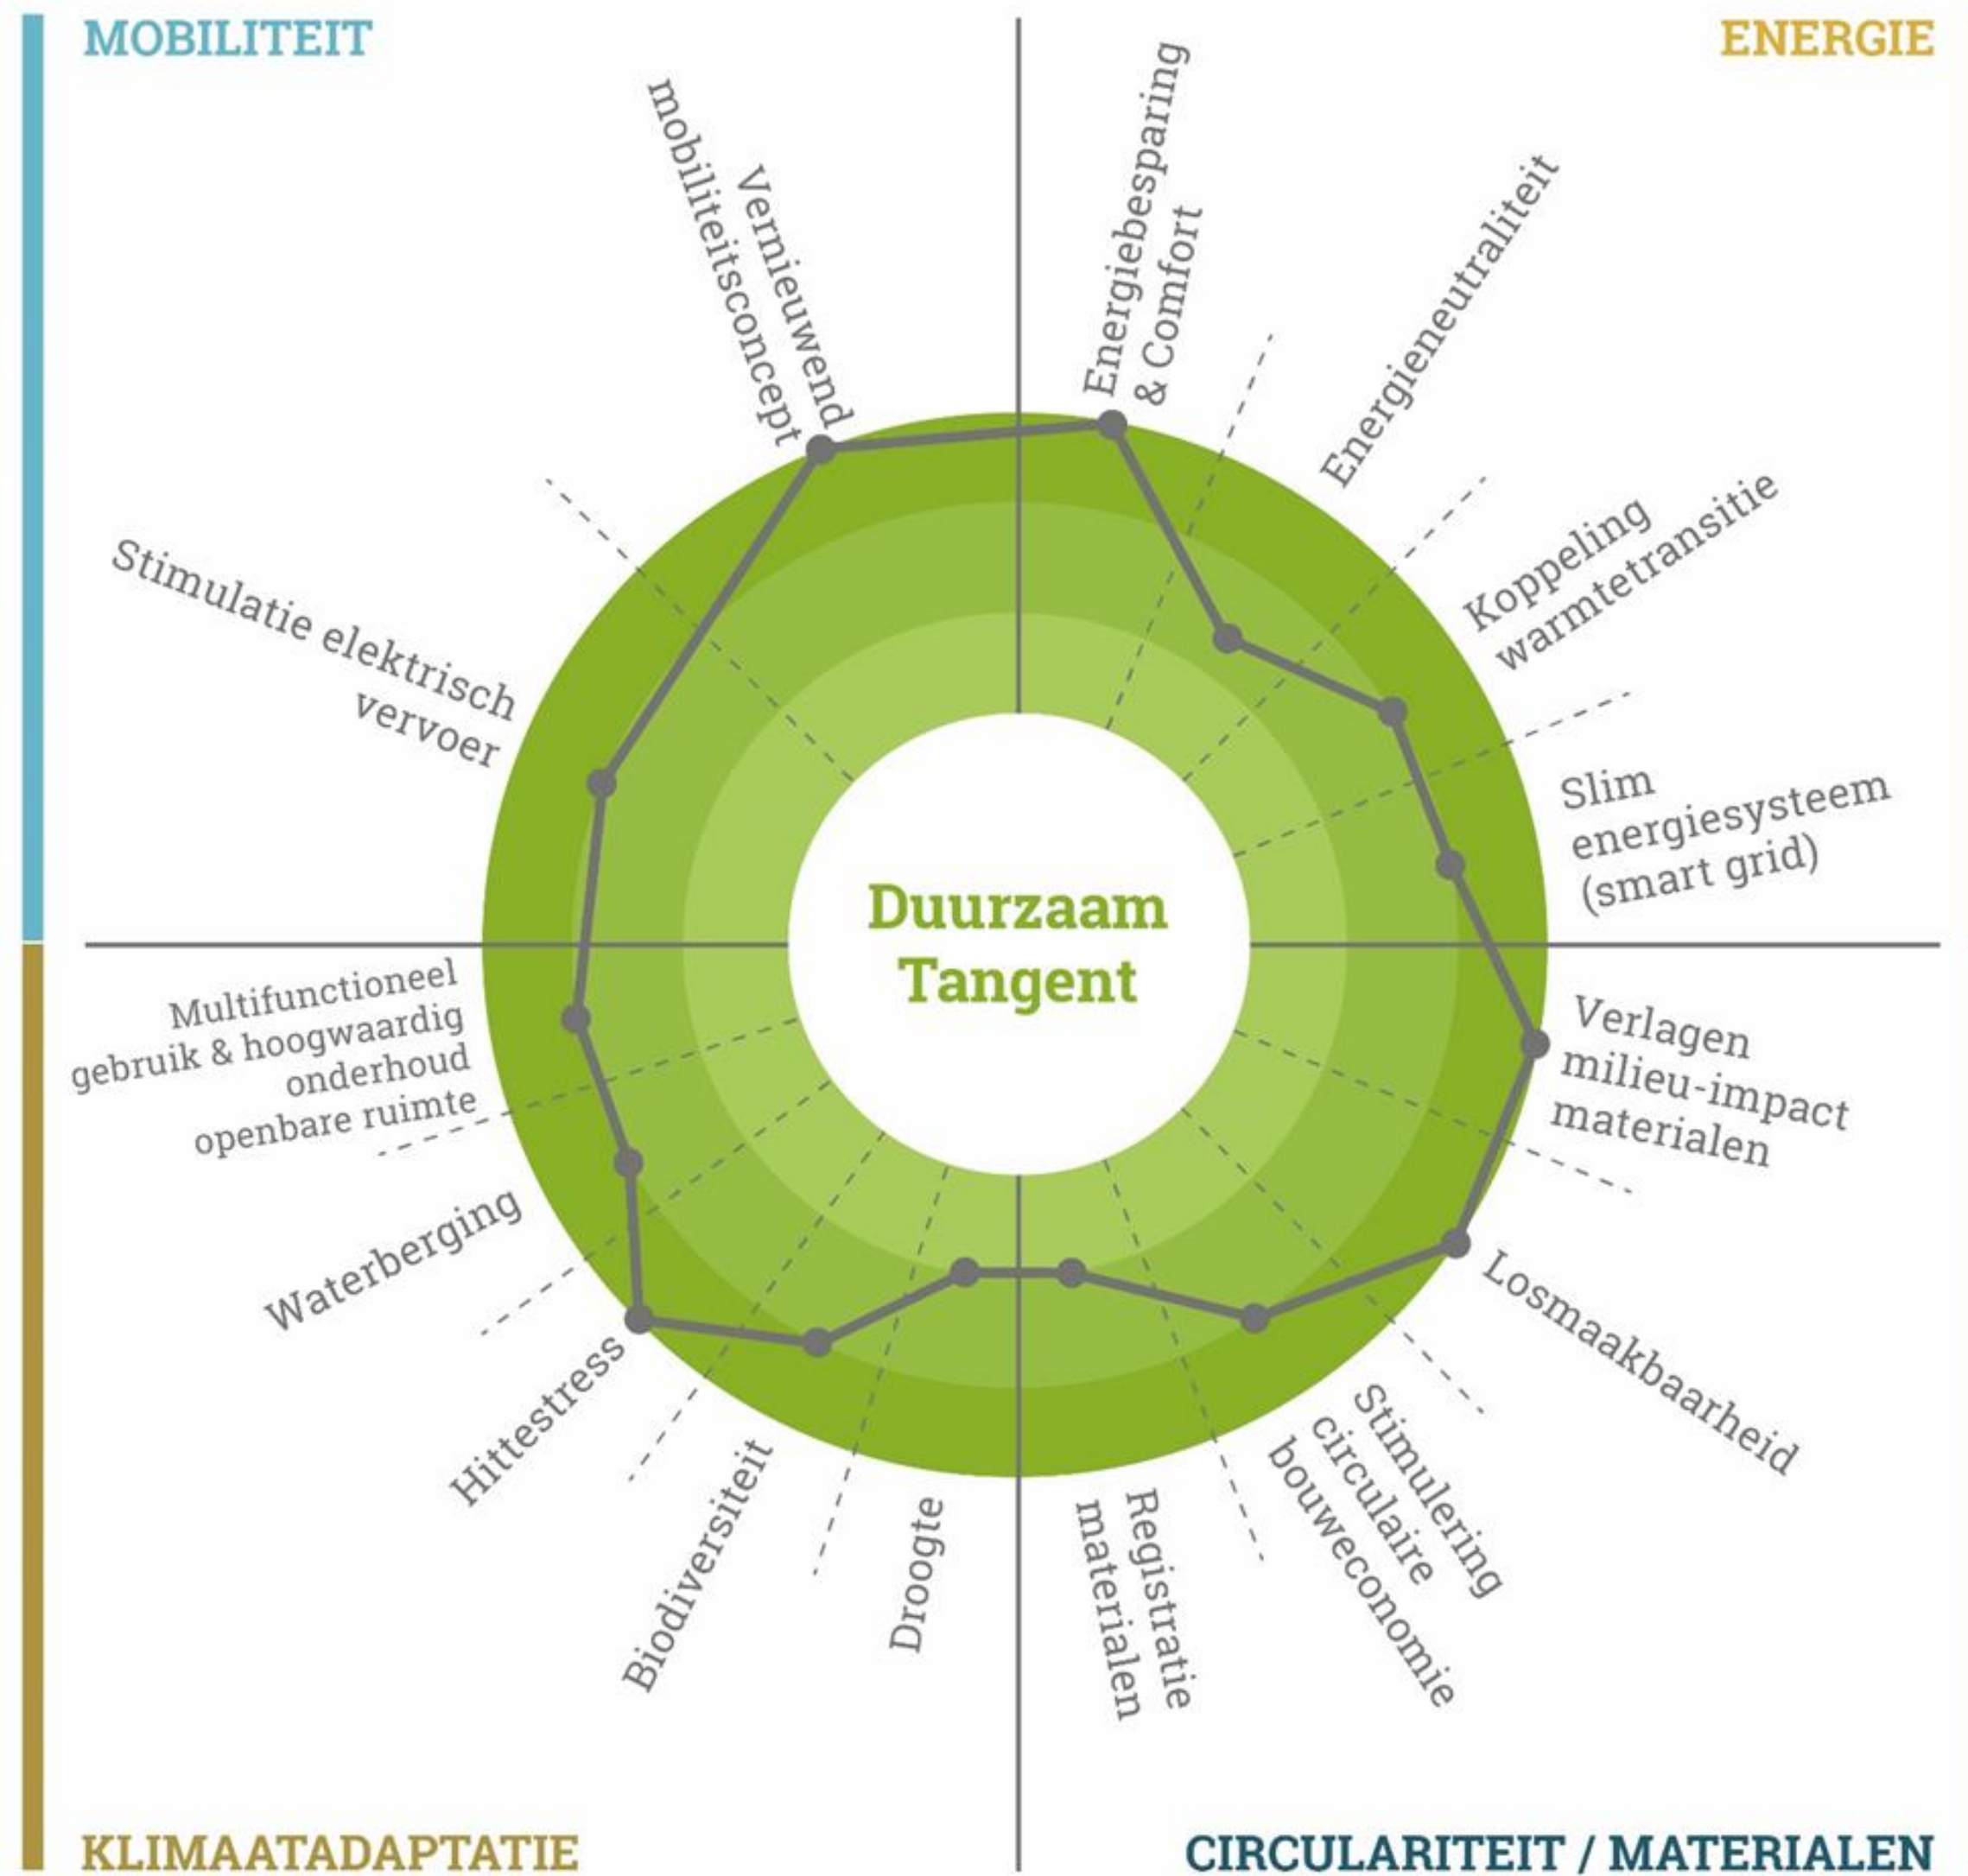 MOBILITEIT
ENERGIE
Vernieuwend
mobiliteitsconcept
Energiebesparing
& Comfort
Energieneutraliteit
Koppeling
warmtetransitie
Stimulatie elektrisch
vervoer
Slim
energiesysteem
(smart grid)
Duurzaam
Tangent
Multifunctioneel
gebruik & hoogwaardig
onderhoud
openbare ruimte
Verlagen
milieu-impact
materialen
Waterberging
Losmaakbaarheid
Hittestress
Stimulering
circulaire
bouweconomie
Biodiversiteit
Droogte
Registratie
materialen
KLIMAATADAPTATIE
CIRCULARITEIT / MATERIALEN